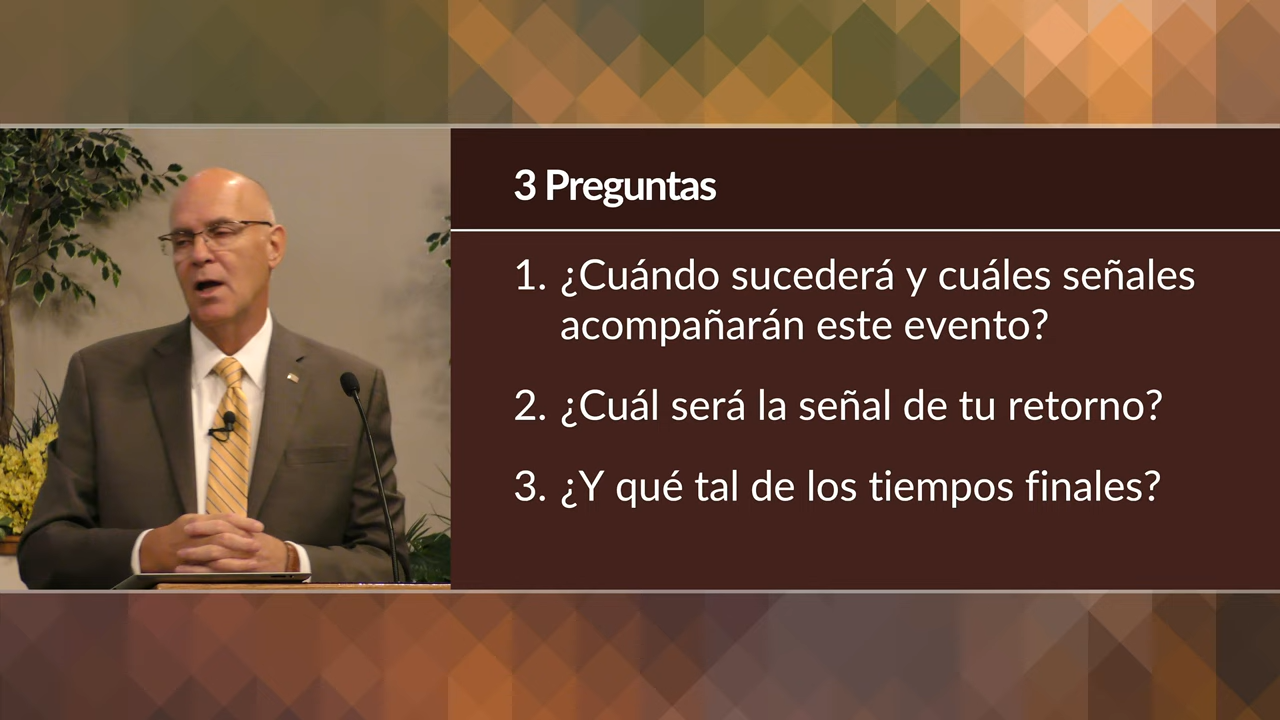 3 Preguntas
1. ¿Cuándo sucederá y cuáles señales
acompañarán este evento?
2. ¿Cuál será la señal de tu retorno?
3. ¿Y qué tal de los tiempos finales?